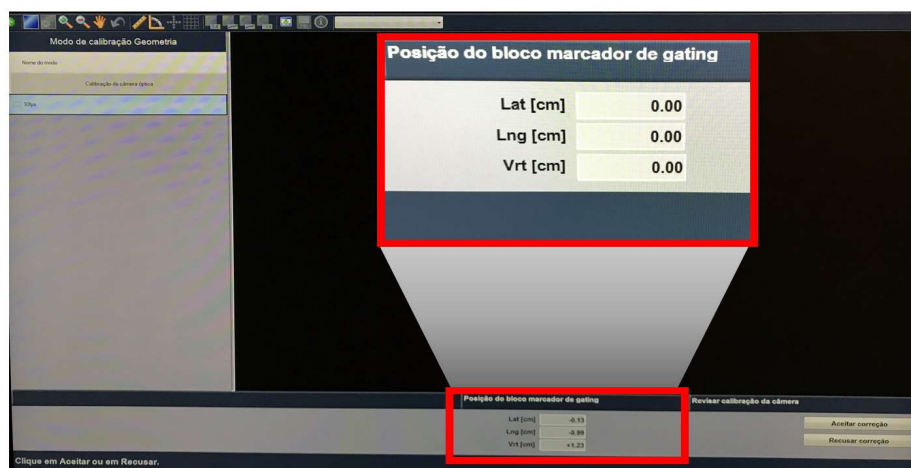 Modo de calibração Geometria
Nome do modo
Calibração da câmera óptica
Posição do bloco marcador de gating
Lat [cm] 0.00
Lng [cm] 0.00
Vrt [cm] 0.00
Posição do bloco marcador de gating
Lat [cm] -0.13
Lng [cm] -0.99
Vrt [cm] +1.23
Revisar calibração da câmera
Aceitar correção
Recusar correção
Clique em Aceitar ou em Recusar.